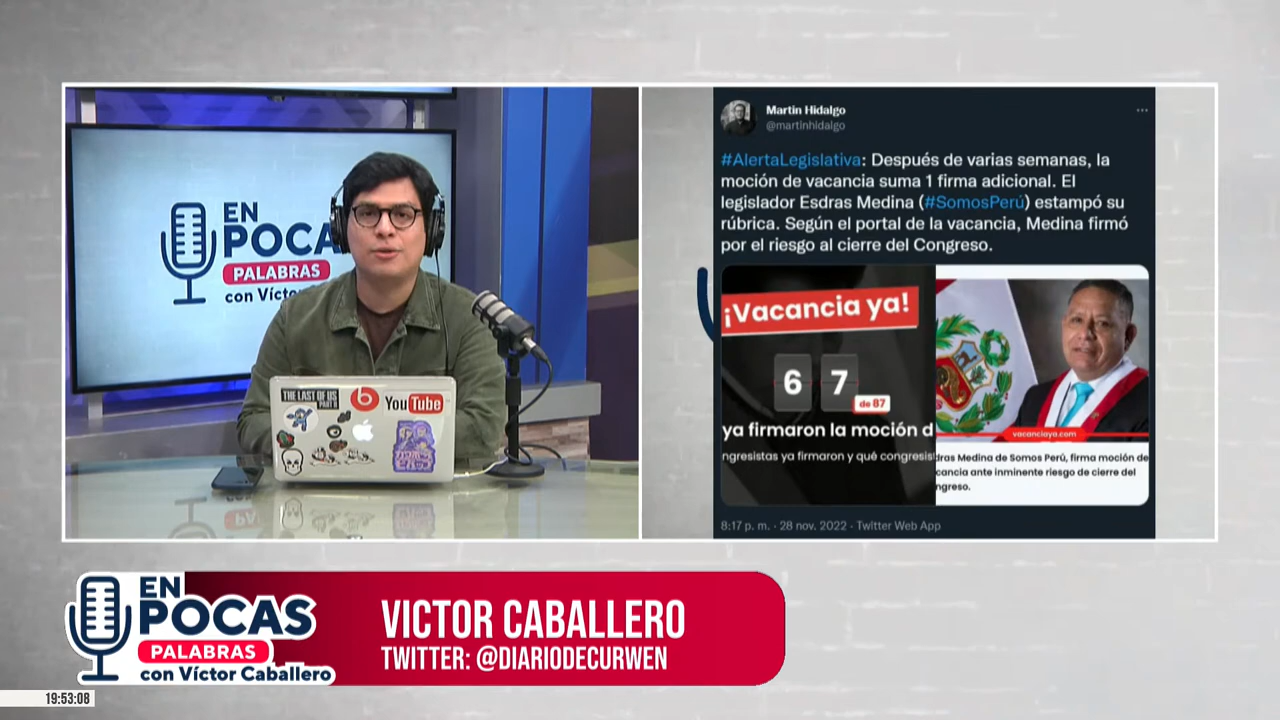 EN
POCA
PALABRAS
con Víctor
THE LAST OF US
PART II
YouTube
Martin Hidalgo
@martinhidalgo
#AlertaLegislativa: Después de varias semanas, la
moción de vacancia suma 1 firma adicional. El
legislador Esdras Medina (#SomosPerú) estampó su
rúbrica. Según el portal de la vacancia, Medina firmó
por el riesgo al cierre del Congreso.
¡Vacancia ya!
6 7
de 87
ya firmaron la moción d
ngresistas ya firmaron y qué congresis
vacanciaya.com
dras Medina de Somos Perú, firma moción de
cancia ante inminente riesgo de cierre del
ngreso.
8:17 p. m. · 28 nov. 2022 · Twitter Web App
EN
POCAS
PALABRAS
con Víctor Caballero
VICTOR CABALLERO
TWITTER: @DIARIODECURWEN
19:53:08